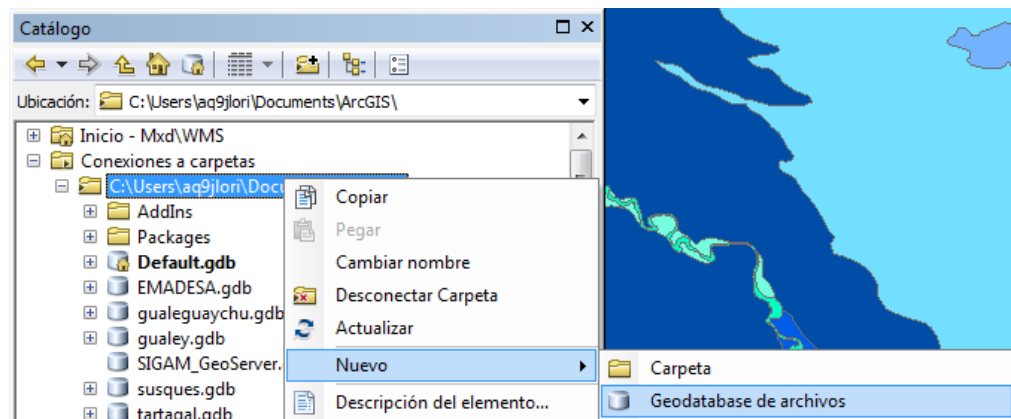 Catálogo
Ubicación: C:\Users\aq9jlori\Documents\ArcGIS\
Inicio - Mxd\WMS
Conexiones a carpetas
C:\Users\aq9jlori\Docu
AddIns
Packages
Default.gdb
EMADESA.gdb
gualeguaychu.gdb
gualey.gdb
SIGAM_GeoServer.
susques.gdb
tartagal.gdb
Copiar
Pegar
Cambiar nombre
Desconectar Carpeta
Actualizar
Nuevo
Descripción del elemento...
Carpeta
Geodatabase de archivos